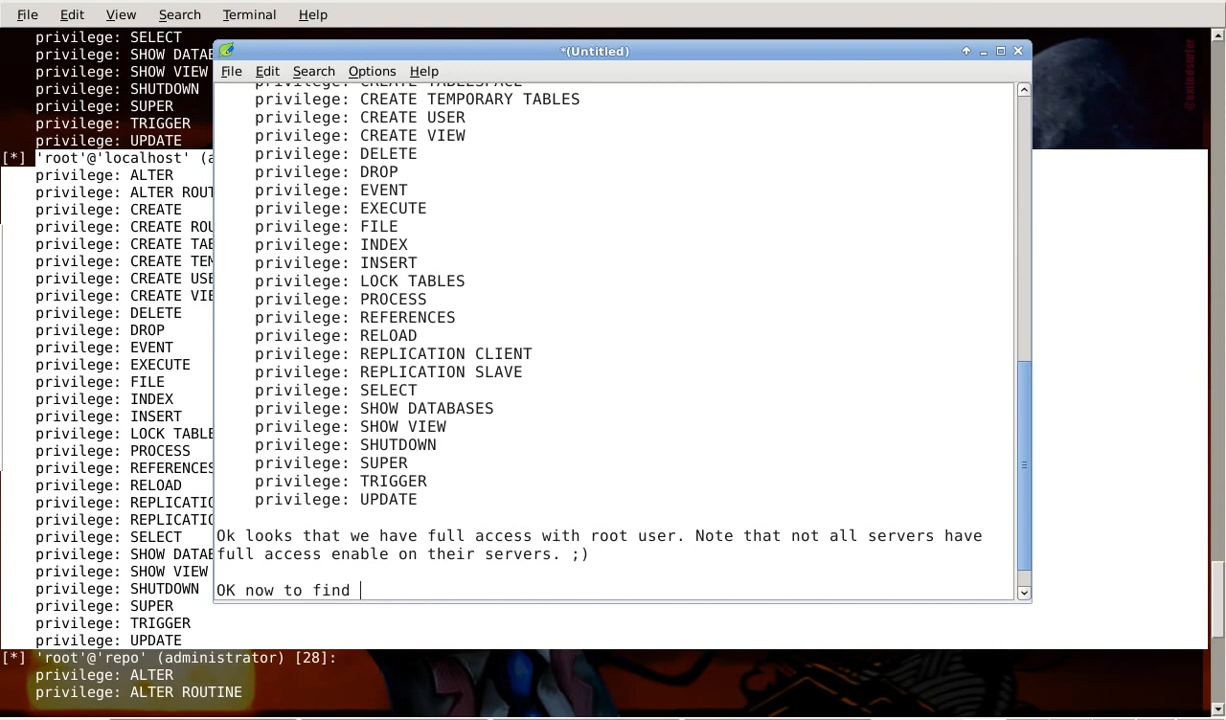 File Edit View Search Terminal Help
privilege: SELECT
privilege: SHOW DATAB
privilege: SHOW VIEW
privilege: SHUTDOWN
privilege: SUPER
privilege: TRIGGER
privilege: UPDATE
[*] 'root'@'localhost' (a
privilege: ALTER
privilege: ALTER ROUT
privilege: CREATE
privilege: CREATE ROU
privilege: CREATE TAB
privilege: CREATE TEM
privilege: CREATE USE
privilege: CREATE VIE
privilege: DELETE
privilege: DROP
privilege: EVENT
privilege: EXECUTE
privilege: FILE
privilege: INDEX
privilege: INSERT
privilege: LOCK TABLE
privilege: PROCESS
privilege: REFERENCES
privilege: RELOAD
privilege: REPLICATIO
privilege: REPLICATIO
privilege: SELECT
privilege: SHOW DATAB
privilege: SHOW VIEW
privilege: SHUTDOWN
privilege: SUPER
privilege: TRIGGER
privilege: UPDATE
[*] 'root'@'repo' (administrator) [28]:
privilege: ALTER
privilege: ALTER ROUTINE
*(Untitled)
File Edit Search Options Help
privilege: CREATE TABLESPACE
privilege: CREATE TEMPORARY TABLES
privilege: CREATE USER
privilege: CREATE VIEW
privilege: DELETE
privilege: DROP
privilege: EVENT
privilege: EXECUTE
privilege: FILE
privilege: INDEX
privilege: INSERT
privilege: LOCK TABLES
privilege: PROCESS
privilege: REFERENCES
privilege: RELOAD
privilege: REPLICATION CLIENT
privilege: REPLICATION SLAVE
privilege: SELECT
privilege: SHOW DATABASES
privilege: SHOW VIEW
privilege: SHUTDOWN
privilege: SUPER
privilege: TRIGGER
privilege: UPDATE
Ok looks that we have full access with root user. Note that not all servers have
full access enable on their servers. ;)
OK now to find